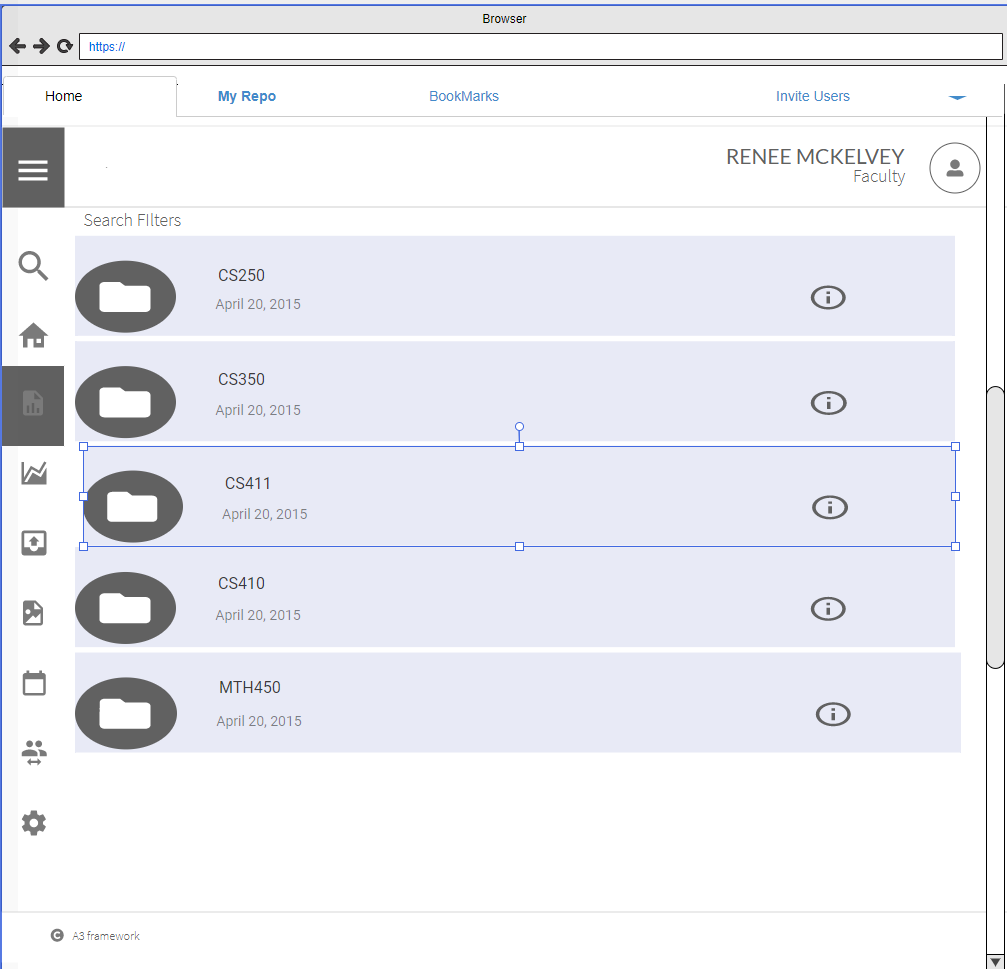 Browser
https://
Home
My Repo
BookMarks
Invite Users
RENEE MCKELVEY
Faculty
Search FIlters
CS250
April 20, 2015
CS350
April 20, 2015
CS411
April 20, 2015
CS410
April 20, 2015
MTH450
April 20, 2015
A3 framework